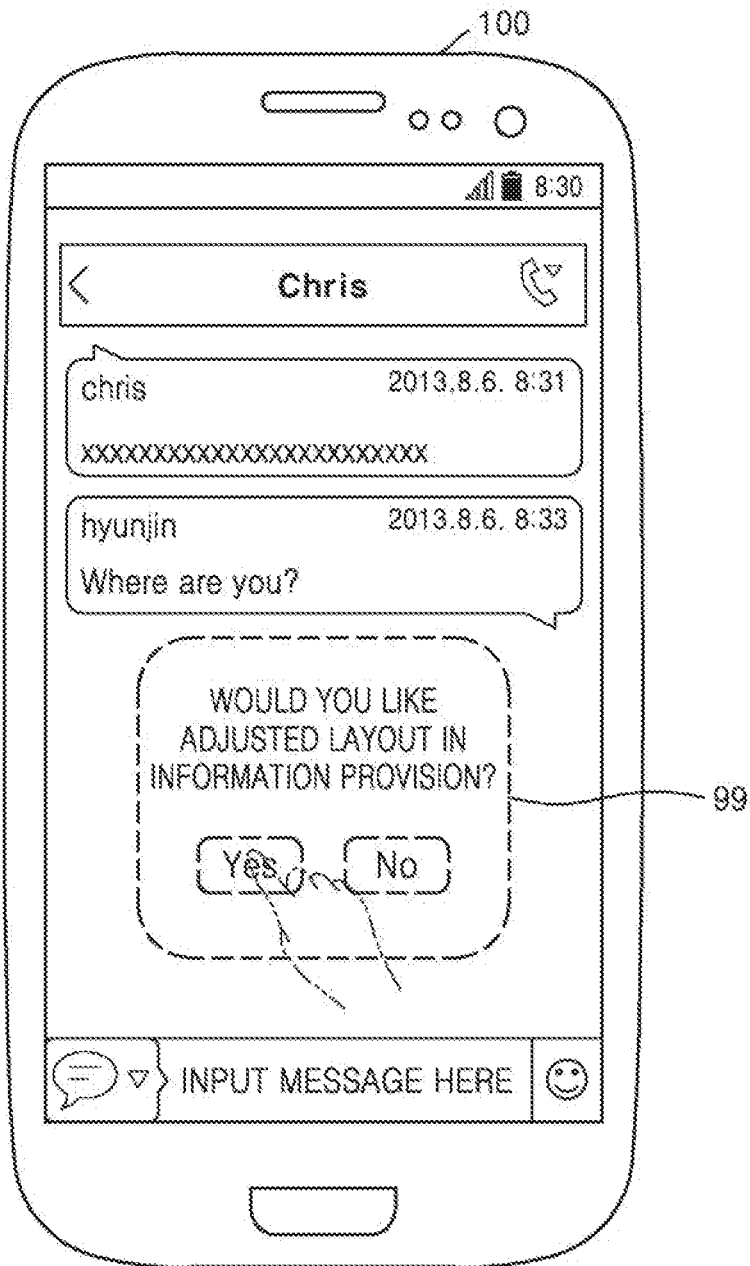 100
8:30
Chris
chris 2013.8.6. 8:31
xxxxxxxxxxxxxxxxxxxxxxxx
hyunjin 2013.8.6. 8:33
Where are you?
WOULD YOU LIKE
ADJUSTED LAYOUT IN
INFORMATION PROVISION?
99
Yes No
INPUT MESSAGE HERE